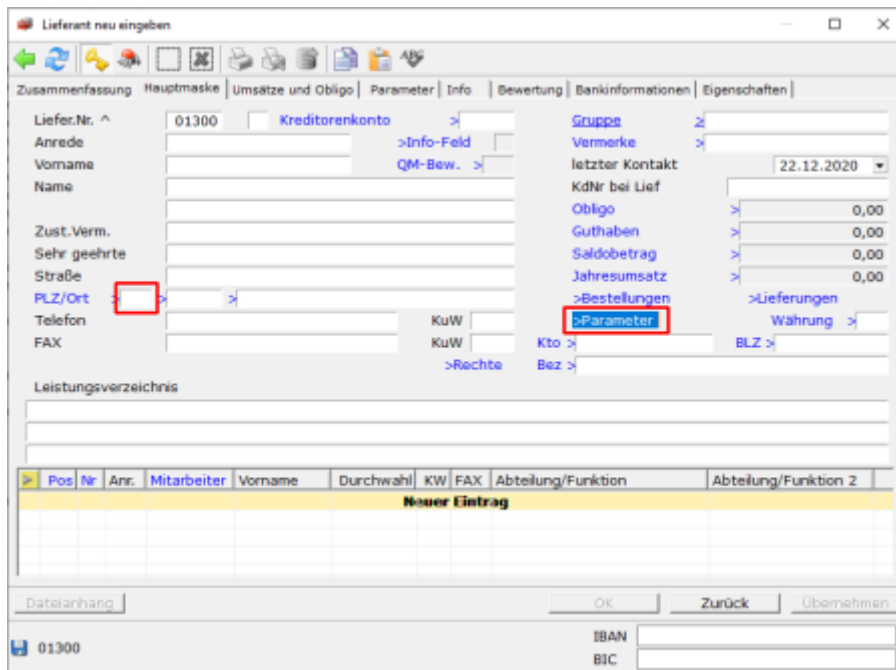 Lieferant neu eingeben
Zusammenfassung Hauptmaske Umsätze und Obligo Parameter Info Bewertung Bankinformationen Eigenschaften
Liefer.Nr. ^ 01300 Kreditorenkonto > Gruppe >
Anrede >Info-Feld Vermerke >
Vorname QM-Bew. > letzter Kontakt 22.12.2020
Name KdNr bei Lief
Obligo > 0,00
Zust.Verm. Guthaben > 0,00
Sehr geehrte Saldobetrag > 0,00
Straße Jahresumsatz > 0,00
PLZ/Ort > > > >Bestellungen >Lieferungen
Telefon KuW >Parameter Währung >
FAX KuW Kto > BLZ >
>Rechte Bez >
Leistungsverzeichnis
> Pos Nr Anr. Mitarbeiter Vorname Durchwahl KW FAX Abteilung/Funktion Abteilung/Funktion 2
Neuer Eintrag
Dateianhang OK Zurück Übernehmen
01300 IBAN
BIC